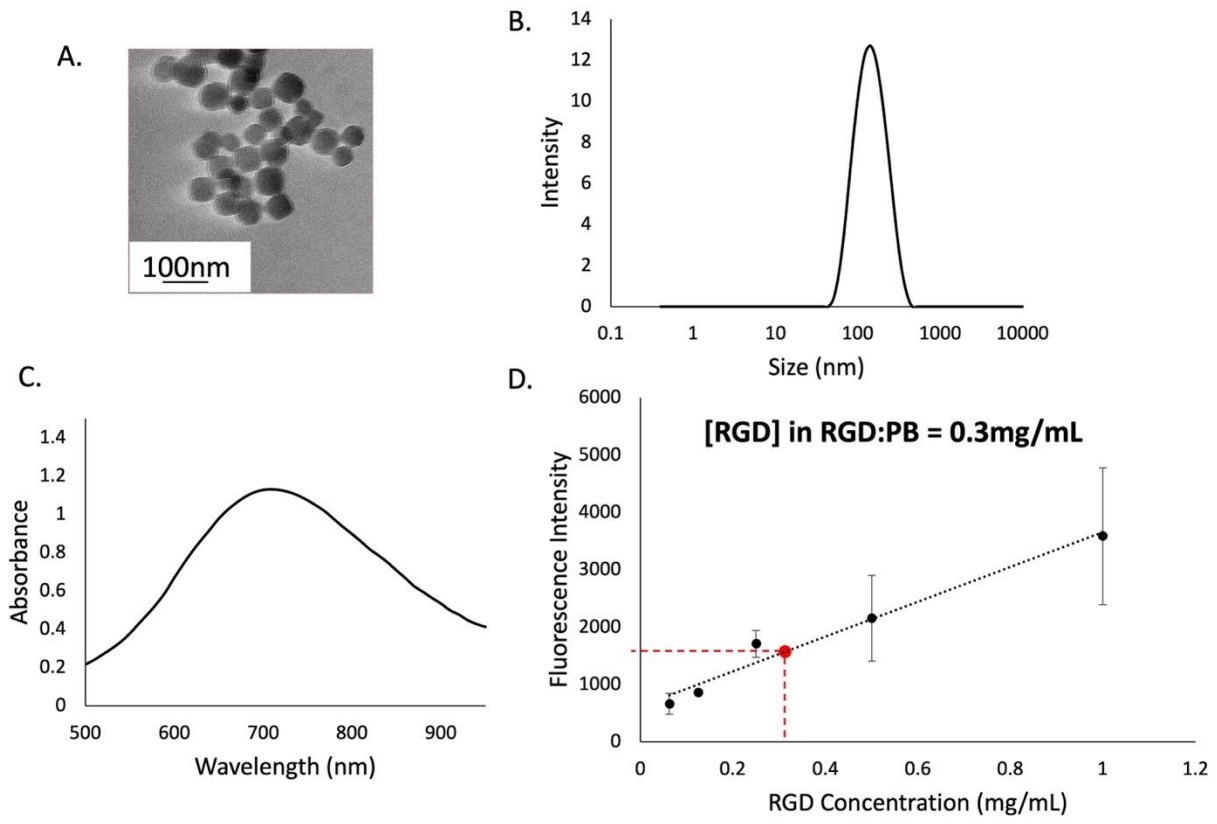 A.
100nm
B.
Intensity
14
12
10
8
6
4
2
0
0.1 1 10 100 1000 10000
Size (nm)
C.
Absorbance
1.4
1.2
1
0.8
0.6
0.4
0.2
0
500 600 700 800 900
Wavelength (nm)
D.
[RGD] in RGD:PB = 0.3mg/mL
Fluorescence Intensity
6000
5000
4000
3000
2000
1000
0
0 0.2 0.4 0.6 0.8 1 1.2
RGD Concentration (mg/mL)